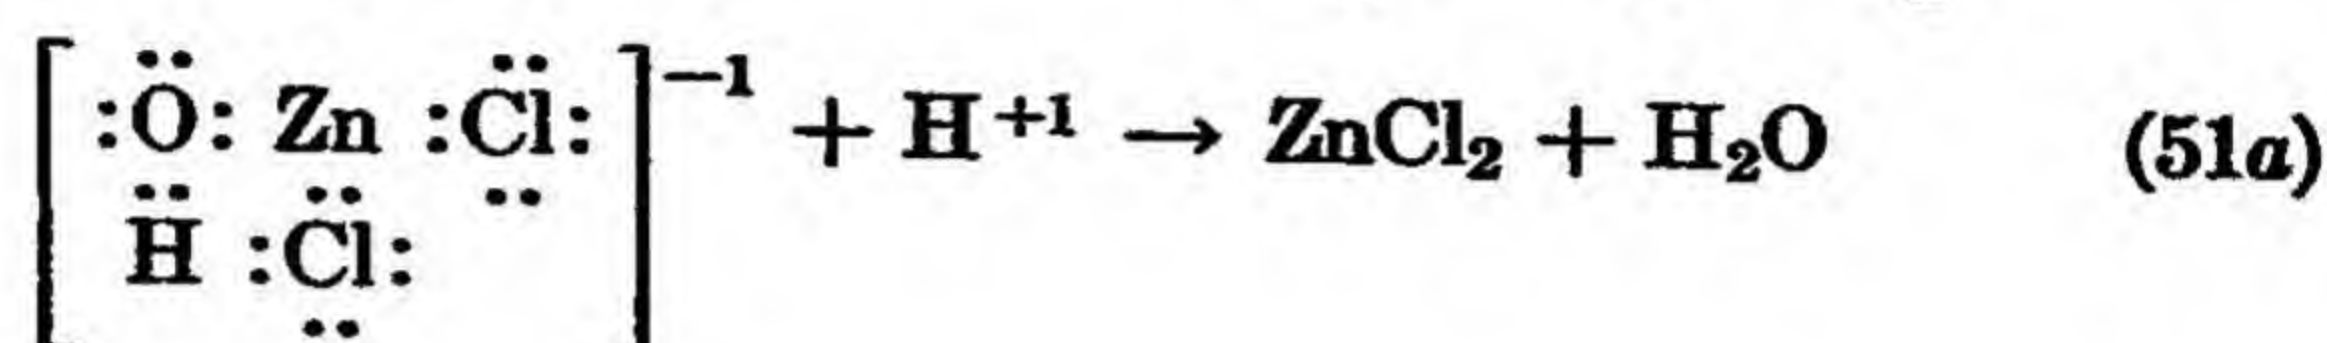 [:Ö: Zn :C̈l:]⁻¹ + H⁺¹ → ZnCl₂ + H₂O (51a)
H :C̈l: